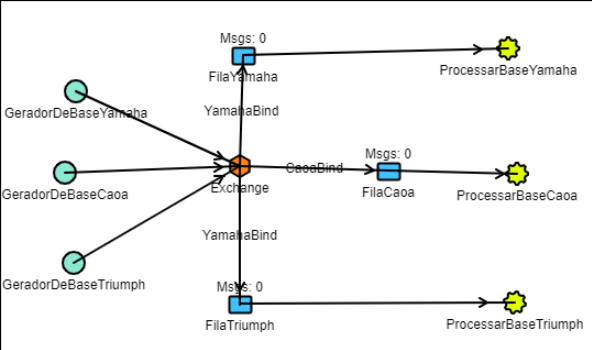 Msgs: 0
FilaYamaha
ProcessarBaseYamaha
GeradorDeBaseYamaha
YamahaBind
Msgs: 0
CaoaBind
GeradorDeBaseCaoa
Exchange
FilaCaoa
ProcessarBaseCaoa
YamahaBind
GeradorDeBaseTriumph
Msgs: 0
FilaTriumph
ProcessarBaseTriumph